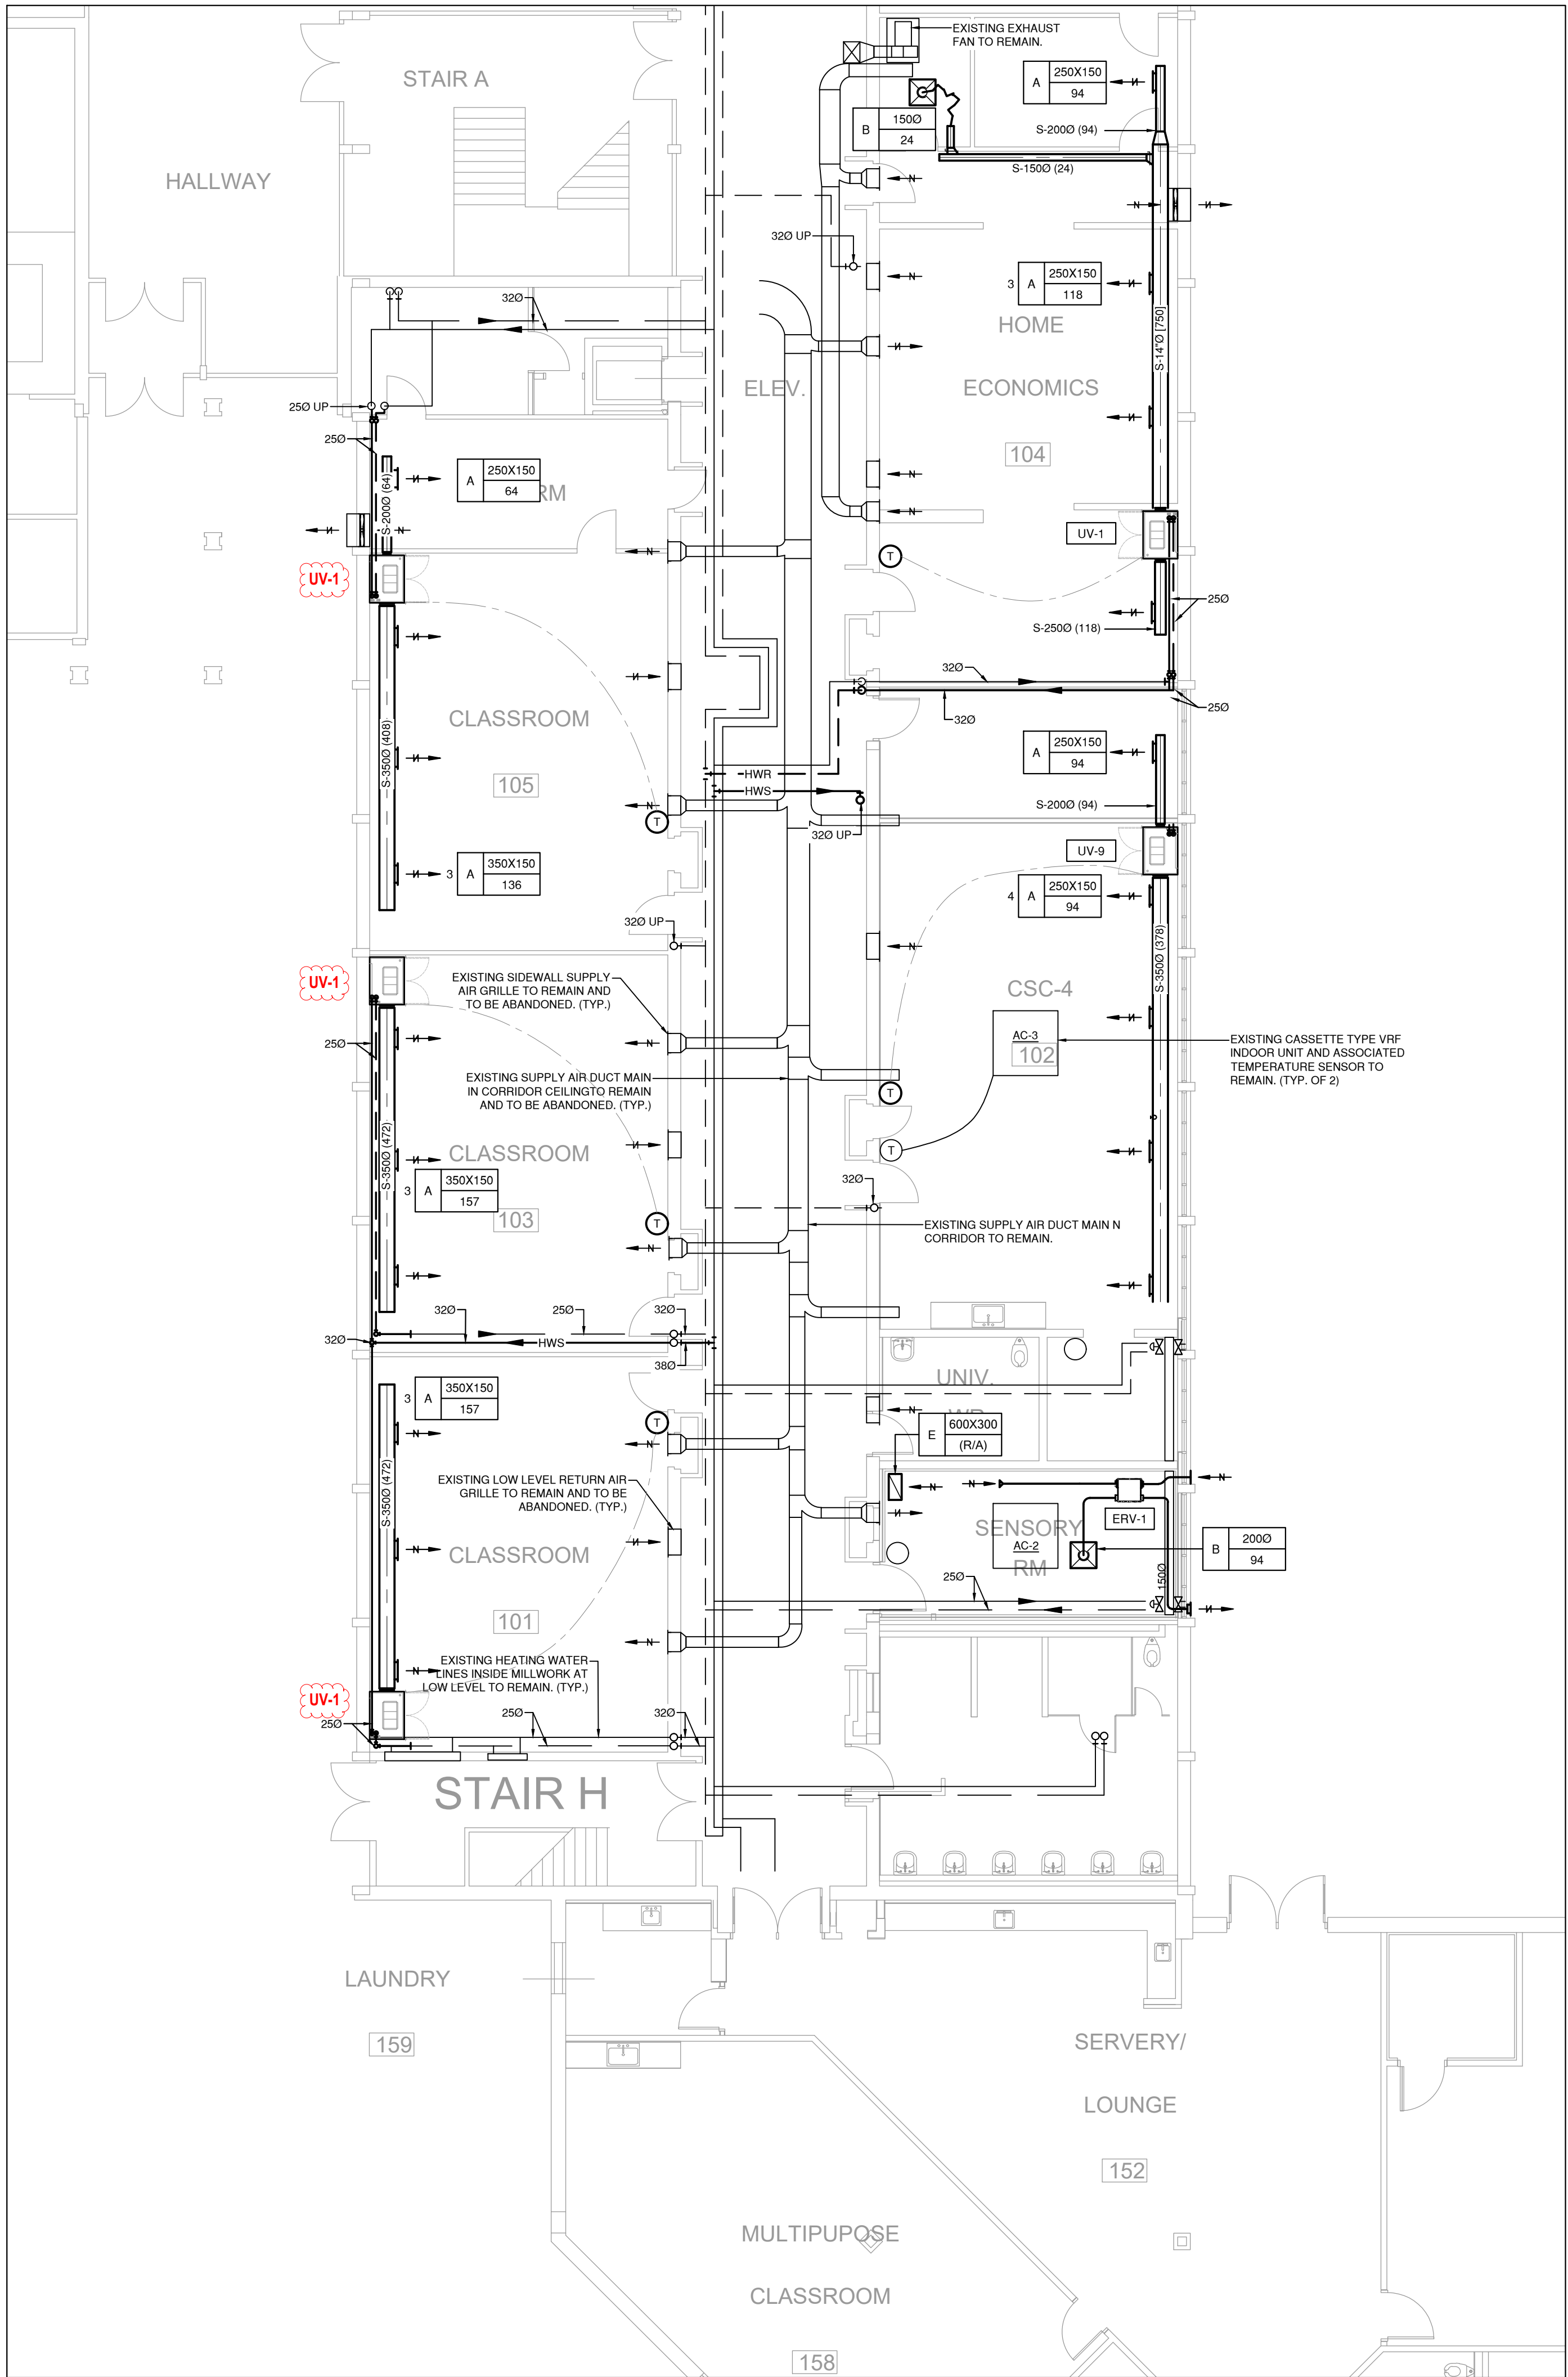 EXISTING EXHAUST
FAN TO REMAIN.
STAIR A
A
250X150
94
B
150Ø
24
S-200Ø (94)
S-150Ø (24)
HALLWAY
N
N
N
N
32Ø UP
N
3
A
250X150
118
N
32Ø
HOME
S-14"Ø [750]
N
ELEV.
ECONOMICS
25Ø UP
N
25Ø
104
A
250X150
64
RM
N
N
S-200Ø (64)
N
N
N
UV-1
N
T
UV-1
25Ø
N
S-250Ø (118)
N
32Ø
N
25Ø
CLASSROOM
32Ø
S-350Ø (408)
A
250X150
94
N
N
HWR
105
HWS
N
S-200Ø (94)
T
32Ø UP
UV-9
3
A
350X150
136
N
4
A
250X150
94
N
32Ø UP
N
S-350Ø (378)
UV-1
EXISTING SIDEWALL SUPPLY
AIR GRILLE TO REMAIN AND
TO BE ABANDONED. (TYP.)
CSC-4
25Ø
N
N
N
AC-3
102
EXISTING CASSETTE TYPE VRF
INDOOR UNIT AND ASSOCIATED
TEMPERATURE SENSOR TO
REMAIN. (TYP. OF 2)
EXISTING SUPPLY AIR DUCT MAIN
IN CORRIDOR CEILINGTO REMAIN
AND TO BE ABANDONED. (TYP.)
T
S-350Ø (472)
CLASSROOM
N
T
N
N
3
A
350X150
157
32Ø
103
T
EXISTING SUPPLY AIR DUCT MAIN N
CORRIDOR TO REMAIN.
N
N
N
32Ø
25Ø
32Ø
32Ø
HWS
38Ø
3
A
350X150
157
UNIV.
WR
N
T
E
600X300
(R/A)
N
N
S-350Ø (472)
EXISTING LOW LEVEL RETURN AIR
GRILLE TO REMAIN AND TO BE
ABANDONED. (TYP.)
N
N
N
N
ERV-1
SENSORY
AC-2
RM
B
200Ø
94
N
N
CLASSROOM
25Ø
150Ø
101
N
N
EXISTING HEATING WATER
LINES INSIDE MILLWORK AT
LOW LEVEL TO REMAIN. (TYP.)
N
UV-1
25Ø
25Ø
32Ø
STAIR H
LAUNDRY
159
SERVERY/
LOUNGE
152
MULTIPUPOSE
CLASSROOM
158